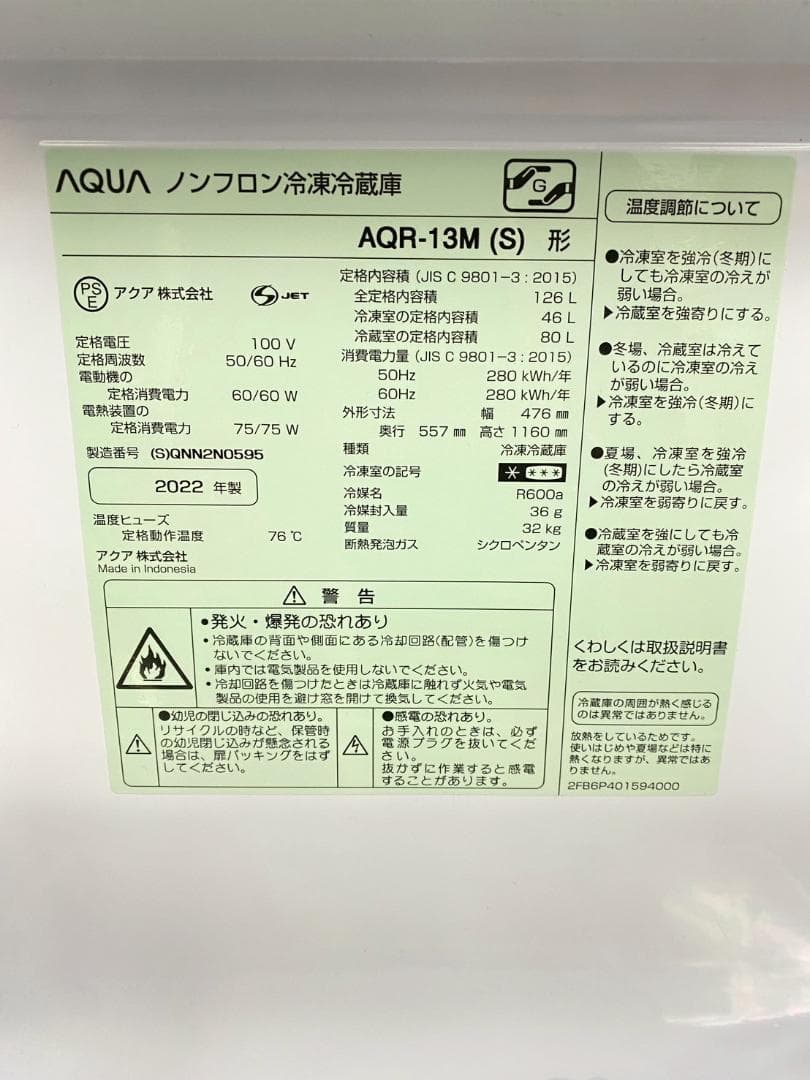 AQUA ノンフロン冷凍冷蔵庫
G
AQR-13M (S) 形
PS
E
アクア株式会社
S JET
定格電圧 100 V
定格周波数 50/60 Hz
電動機の
定格消費電力 60/60 W
電熱装置の
定格消費電力 75/75 W
製造番号 (S)QNN2N0595
2022 年製
温度ヒューズ
定格動作温度 76 ℃
アクア 株式会社
Made in Indonesia
定格内容積 (JIS C 9801-3 : 2015)
全定格内容積 126 L
冷凍室の定格内容積 46 L
冷蔵室の定格内容積 80 L
消費電力量 (JIS C 9801-3 : 2015)
50Hz 280 kWh/年
60Hz 280 kWh/年
外形寸法 幅 476 ㎜
奥行 557 ㎜ 高さ 1160 ㎜
種類 冷凍冷蔵庫
冷凍室の記号 * ***
冷媒名 R600a
冷媒封入量 36 g
質量 32 kg
断熱発泡ガス シクロペンタン
⚠ 警 告
•発火・爆発の恐れあり
・冷蔵庫の背面や側面にある冷却回路(配管)を傷つけ
ないでください。
・庫内では電気製品を使用しないでください。
・冷却回路を傷つけたときは冷蔵庫に触れず火気や電気
製品の使用を避け窓を開けて換気してください。
●幼児の閉じ込みの恐れあり。
リサイクルの時など、保管時
の幼児閉じ込みが懸念される
場合は、扉パッキングをはず
してください。
●感電の恐れあり。
お手入れのときは、必ず
電源プラグを抜いてくだ
さい。
抜かずに作業すると感電
することがあります。
温度調節について
●冷凍室を強冷(冬期)に
しても冷凍室の冷えが
弱い場合。
▶冷蔵室を強寄りにする。
●冬場、冷蔵室は冷えて
いるのに冷凍室の冷え
が弱い場合。
▶冷凍室を強冷(冬期)に
する。
●夏場、冷凍室を強冷
(冬期)にしたら冷蔵室
の冷えが弱い場合。
▶冷凍室を弱寄りに戻す。
●冷蔵室を強にしても冷
蔵室の冷えが弱い場合。
▶冷凍室を弱寄りに戻す。
くわしくは取扱説明書
をお読みください。
冷蔵庫の周囲が熱く感じる
のは異常ではありません。
放熱をしているためです。
使いはじめや夏場などは特に
熱くなりますが、異常ではあ
りません。
2FB6P401594000